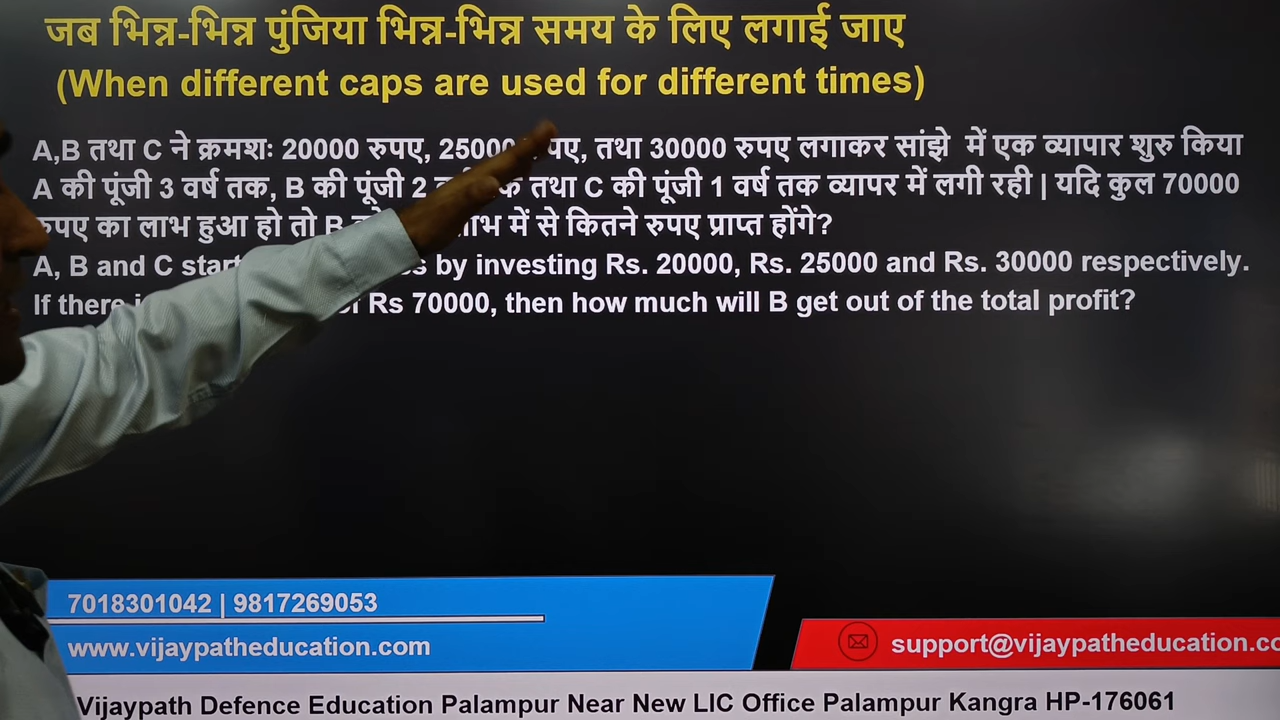 जब भिन्न-भिन्न पुंजिया भिन्न-भिन्न समय के लिए लगाई जाए
(When different caps are used for different times)
A,B तथा C ने क्रमशः 20000 रुपए, 25000 तथा 30000 रुपए लगाकर सांझे में एक व्यापार शुरु किया
A की पूंजी 3 वर्ष तक, B की पूंजी 2 तथा C की पूंजी 1 वर्ष तक व्यापर में लगी रही | यदि कुल 70000
रुपए का लाभ हुआ हो तो B में से कितने रुपए प्राप्त होंगे?
A, B and C by investing Rs. 20000, Rs. 25000 and Rs. 30000 respectively.
If there Rs 70000, then how much will B get out of the total profit?
7018301042 | 9817269053
www.vijaypatheducation.com
support@vijaypatheducation.co
Vijaypath Defence Education Palampur Near New LIC Office Palampur Kangra HP-176061